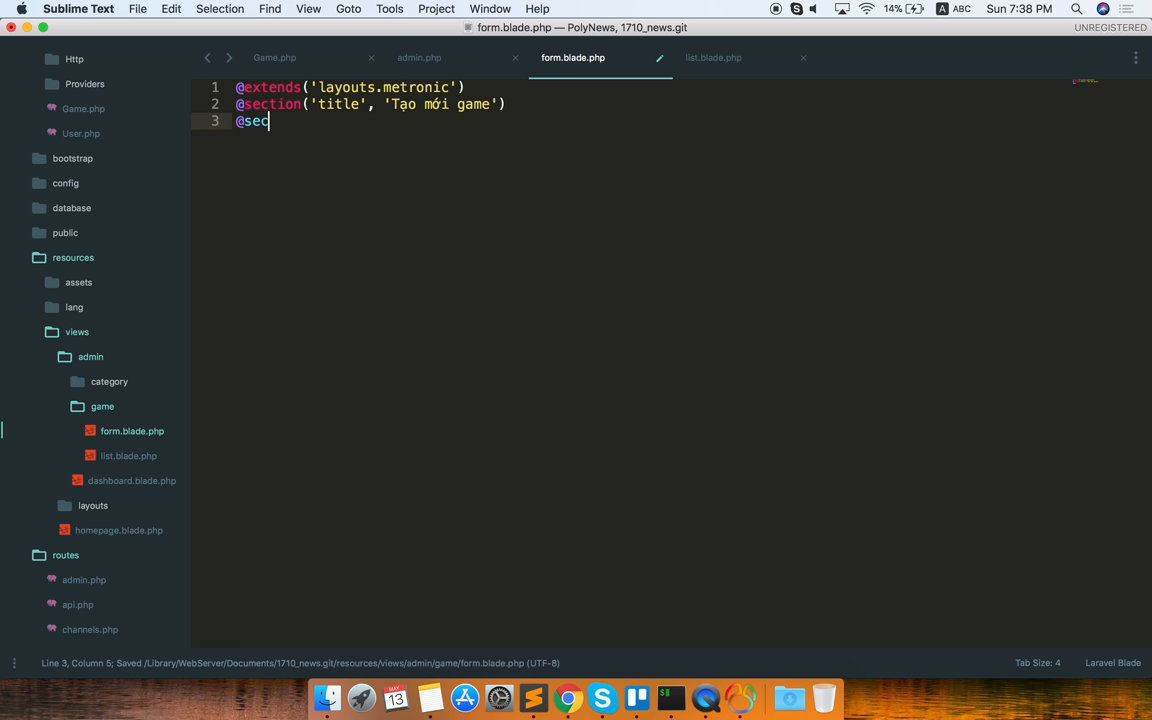 Sublime Text File Edit Selection Find View Goto Tools Project Window Help 14% A ABC Sun 7:38 PM
form.blade.php — PolyNews, 1710_news.git UNREGISTERED
Game.php admin.php form.blade.php list.blade.php
Http
Providers
Game.php
User.php
bootstrap
config
database
public
resources
assets
lang
views
admin
category
game
form.blade.php
list.blade.php
dashboard.blade.php
layouts
homepage.blade.php
routes
admin.php
api.php
channels.php
1 @extends('layouts.metronic')
2 @section('title', 'Tạo mới game')
3 @sec
Line 3, Column 5; Saved /Library/WebServer/Documents/1710_news.git/resources/views/admin/game/form.blade.php (UTF-8) Tab Size: 4 Laravel Blade
MAY
13